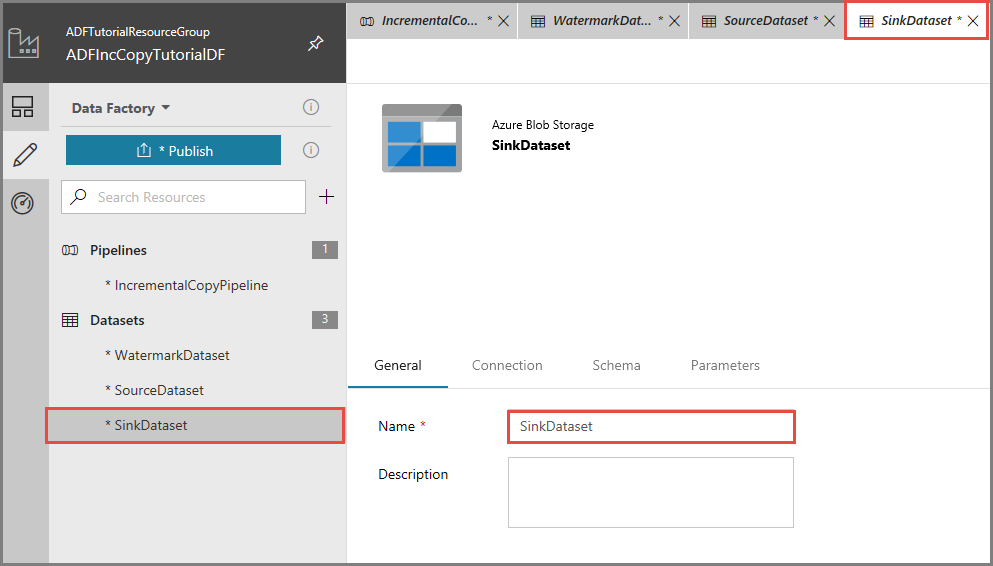 ADFTutorialResourceGroup
ADFIncCopyTutorialDF
IncrementalCo... *
WatermarkDat... *
SourceDataset *
SinkDataset *
Data Factory
* Publish
Search Resources
Pipelines 1
* IncrementalCopyPipeline
Datasets 3
* WatermarkDataset
* SourceDataset
* SinkDataset
Azure Blob Storage
SinkDataset
General Connection Schema Parameters
Name * SinkDataset
Description